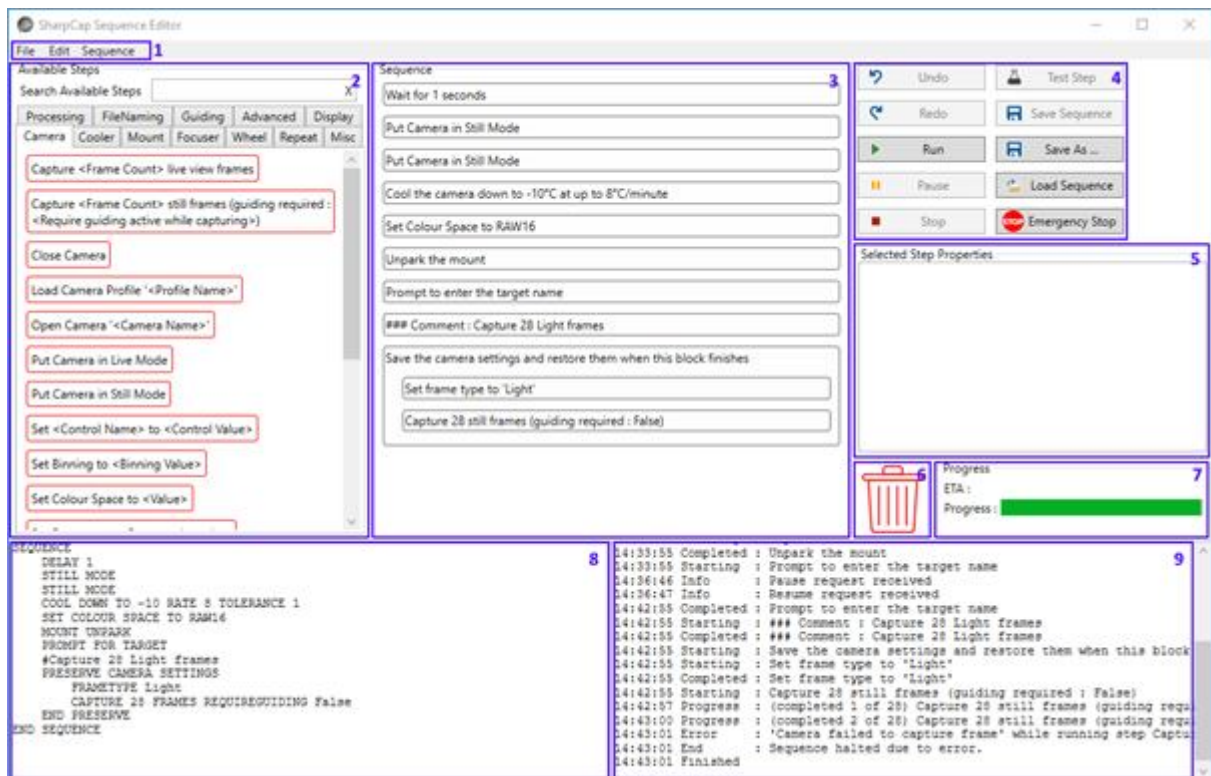 SharpCap Sequence Editor
File Edit Sequence 1
Available Steps 2
Search Available Steps X
Processing FileNaming Guiding Advanced Display
Camera Cooler Mount Focuser Wheel Repeat Misc
Capture <Frame Count> live view frames
Capture <Frame Count> still frames (guiding required :
<Require guiding active while capturing>)
Close Camera
Load Camera Profile '<Profile Name>'
Open Camera '<Camera Name>'
Put Camera in Live Mode
Put Camera in Still Mode
Set <Control Name> to <Control Value>
Set Binning to <Binning Value>
Set Colour Space to <Value>
Sequence 3
Wait for 1 seconds
Put Camera in Still Mode
Put Camera in Still Mode
Cool the camera down to -10°C at up to 8°C/minute
Set Colour Space to RAW16
Unpark the mount
Prompt to enter the target name
### Comment : Capture 28 Light frames
Save the camera settings and restore them when this block finishes
Set frame type to 'Light'
Capture 28 still frames (guiding required : False)
Undo Test Step 4
Redo Save Sequence
Run Save As ...
Pause Load Sequence
Stop STOP Emergency Stop
Selected Step Properties 5
6
Progress 7
ETA :
Progress :
SEQUENCE 8
DELAY 1
STILL MODE
STILL MODE
COOL DOWN TO -10 RATE 8 TOLERANCE 1
SET COLOUR SPACE TO RAW16
MOUNT UNPARK
PROMPT FOR TARGET
#Capture 28 Light frames
PRESERVE CAMERA SETTINGS
FRAMETYPE Light
CAPTURE 28 FRAMES REQUIREGUIDING False
END PRESERVE
END SEQUENCE
14:33:55 Completed : Unpark the mount 9
14:33:55 Starting : Prompt to enter the target name
14:36:46 Info : Pause request received
14:36:47 Info : Resume request received
14:42:55 Completed : Prompt to enter the target name
14:42:55 Starting : ### Comment : Capture 28 Light frames
14:42:55 Completed : ### Comment : Capture 28 Light frames
14:42:55 Starting : Save the camera settings and restore them when this block
14:42:55 Starting : Set frame type to "Light"
14:42:55 Completed : Set frame type to "Light"
14:42:55 Starting : Capture 28 still frames (guiding required : False)
14:42:57 Progress : (completed 1 of 28) Capture 28 still frames (guiding requ
14:43:00 Progress : (completed 2 of 28) Capture 28 still frames (guiding requ
14:43:01 Error : 'Camera failed to capture frame" while running step Captu
14:43:01 End : Sequence halted due to error.
14:43:01 Finished